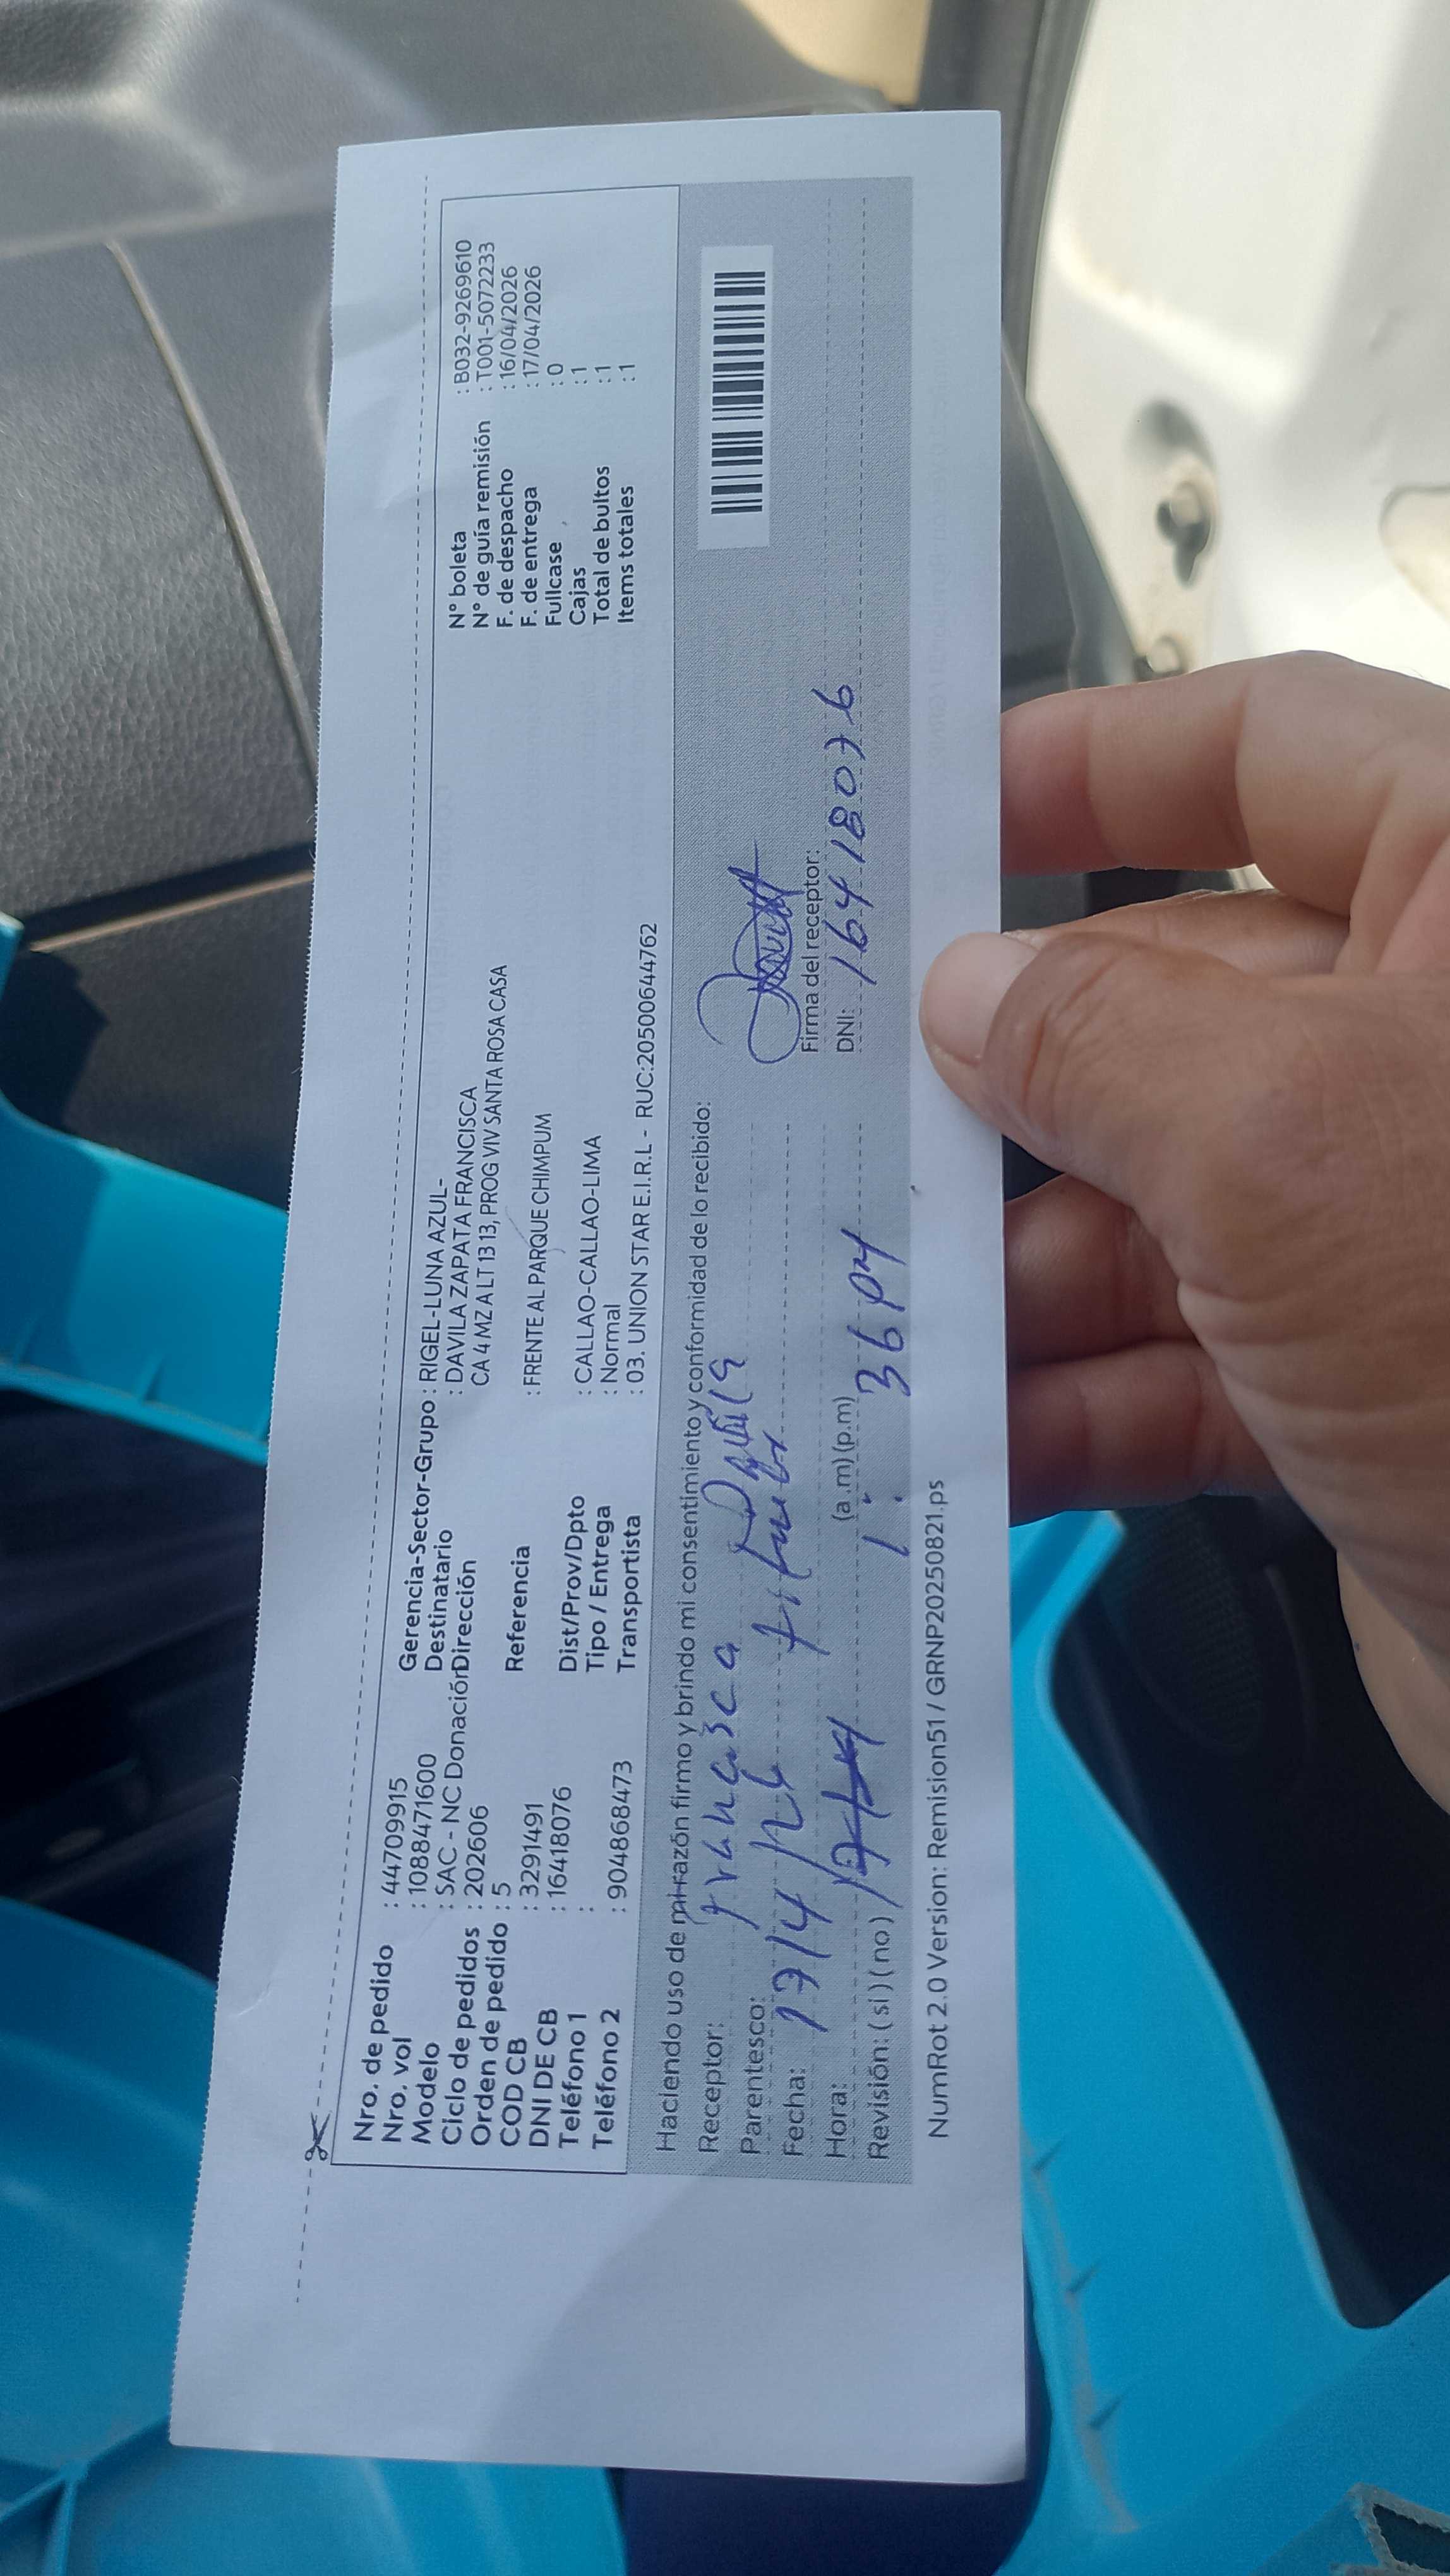 Nro. de pedido : 44709915
Nro. vol : 1088471600
Modelo : SAC - NC Donación
Ciclo de pedidos : 202606
Orden de pedido : 5
COD CB : 3291491
DNI DE CB : 16418076
Teléfono 1 :
Teléfono 2 : 904868473
Gerencia-Sector-Grupo : RIGEL-LUNA AZUL-
Destinatario : DAVILA ZAPATA FRANCISCA
Dirección CA 4 MZ A LT 13 13, PROG VIV SANTA ROSA CASA
Referencia : FRENTE AL PARQUE CHIMPUM
Dist/Prov/Dpto : CALLAO-CALLAO-LIMA
Tipo / Entrega : Normal
Transportista : 03. UNION STAR E.I.R.L - RUC:20500644762
N° boleta : B032-9269610
N° de guía remisión : T001-5072233
F. de despacho : 16/04/2026
F. de entrega : 17/04/2026
Fullcase : 0
Cajas : 1
Total de bultos : 1
Items totales : 1
Haciendo uso de mi razón firmo y brindo mi consentimiento y conformidad de lo recibido:
Receptor: Francisca Davila
Parentesco: titular
Fecha: 17/4/26
Hora: (a.m) (p.m) 1:36 PM
Revisión: ( si ) ( no )
Firma del receptor:
DNI: 16418076
NumRot 2.0 Version: Remision51 / GRNP20250821.ps